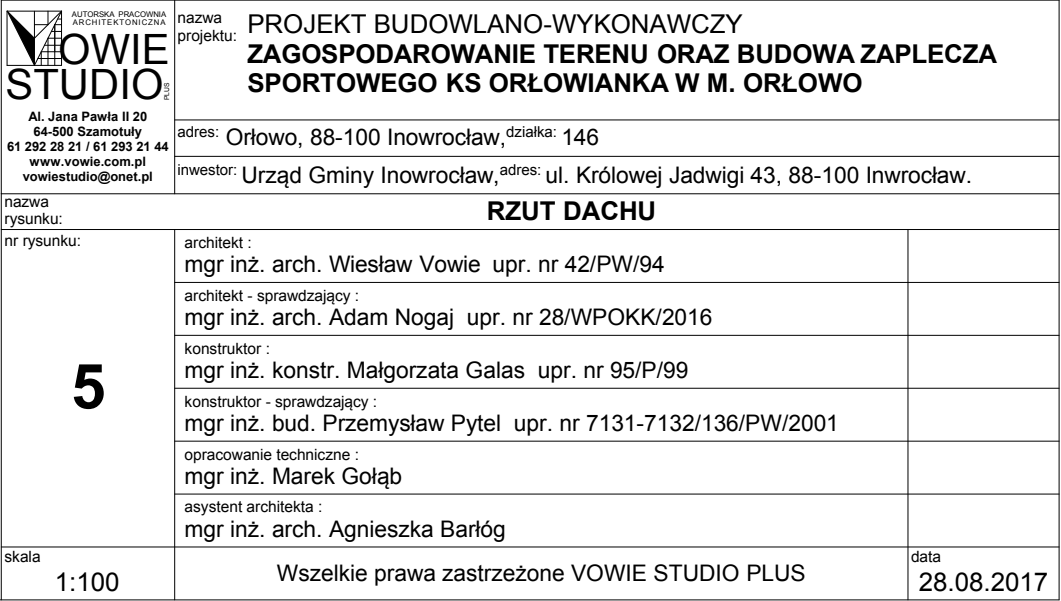 AUTORSKA PRACOWNIA
ARCHITEKTONICZNA
VOWIE
STUDIO PLUS
Al. Jana Pawła II 20
64-500 Szamotuły
61 292 28 21 / 61 293 21 44
www.vowie.com.pl
vowiestudio@onet.pl
nazwa projektu: PROJEKT BUDOWLANO-WYKONAWCZY
ZAGOSPODAROWANIE TERENU ORAZ BUDOWA ZAPLECZA
SPORTOWEGO KS ORŁOWIANKA W M. ORŁOWO
adres: Orłowo, 88-100 Inowrocław, działka: 146
inwestor: Urząd Gminy Inowrocław, adres: ul. Królowej Jadwigi 43, 88-100 Inwrocław.
nazwa
rysunku:
RZUT DACHU
nr rysunku:
5
architekt :
mgr inż. arch. Wiesław Vowie upr. nr 42/PW/94
architekt - sprawdzający :
mgr inż. arch. Adam Nogaj upr. nr 28/WPOKK/2016
konstruktor :
mgr inż. konstr. Małgorzata Galas upr. nr 95/P/99
konstruktor - sprawdzający :
mgr inż. bud. Przemysław Pytel upr. nr 7131-7132/136/PW/2001
opracowanie techniczne :
mgr inż. Marek Gołąb
asystent architekta :
mgr inż. arch. Agnieszka Barłóg
skala
1:100
Wszelkie prawa zastrzeżone VOWIE STUDIO PLUS
data
28.08.2017